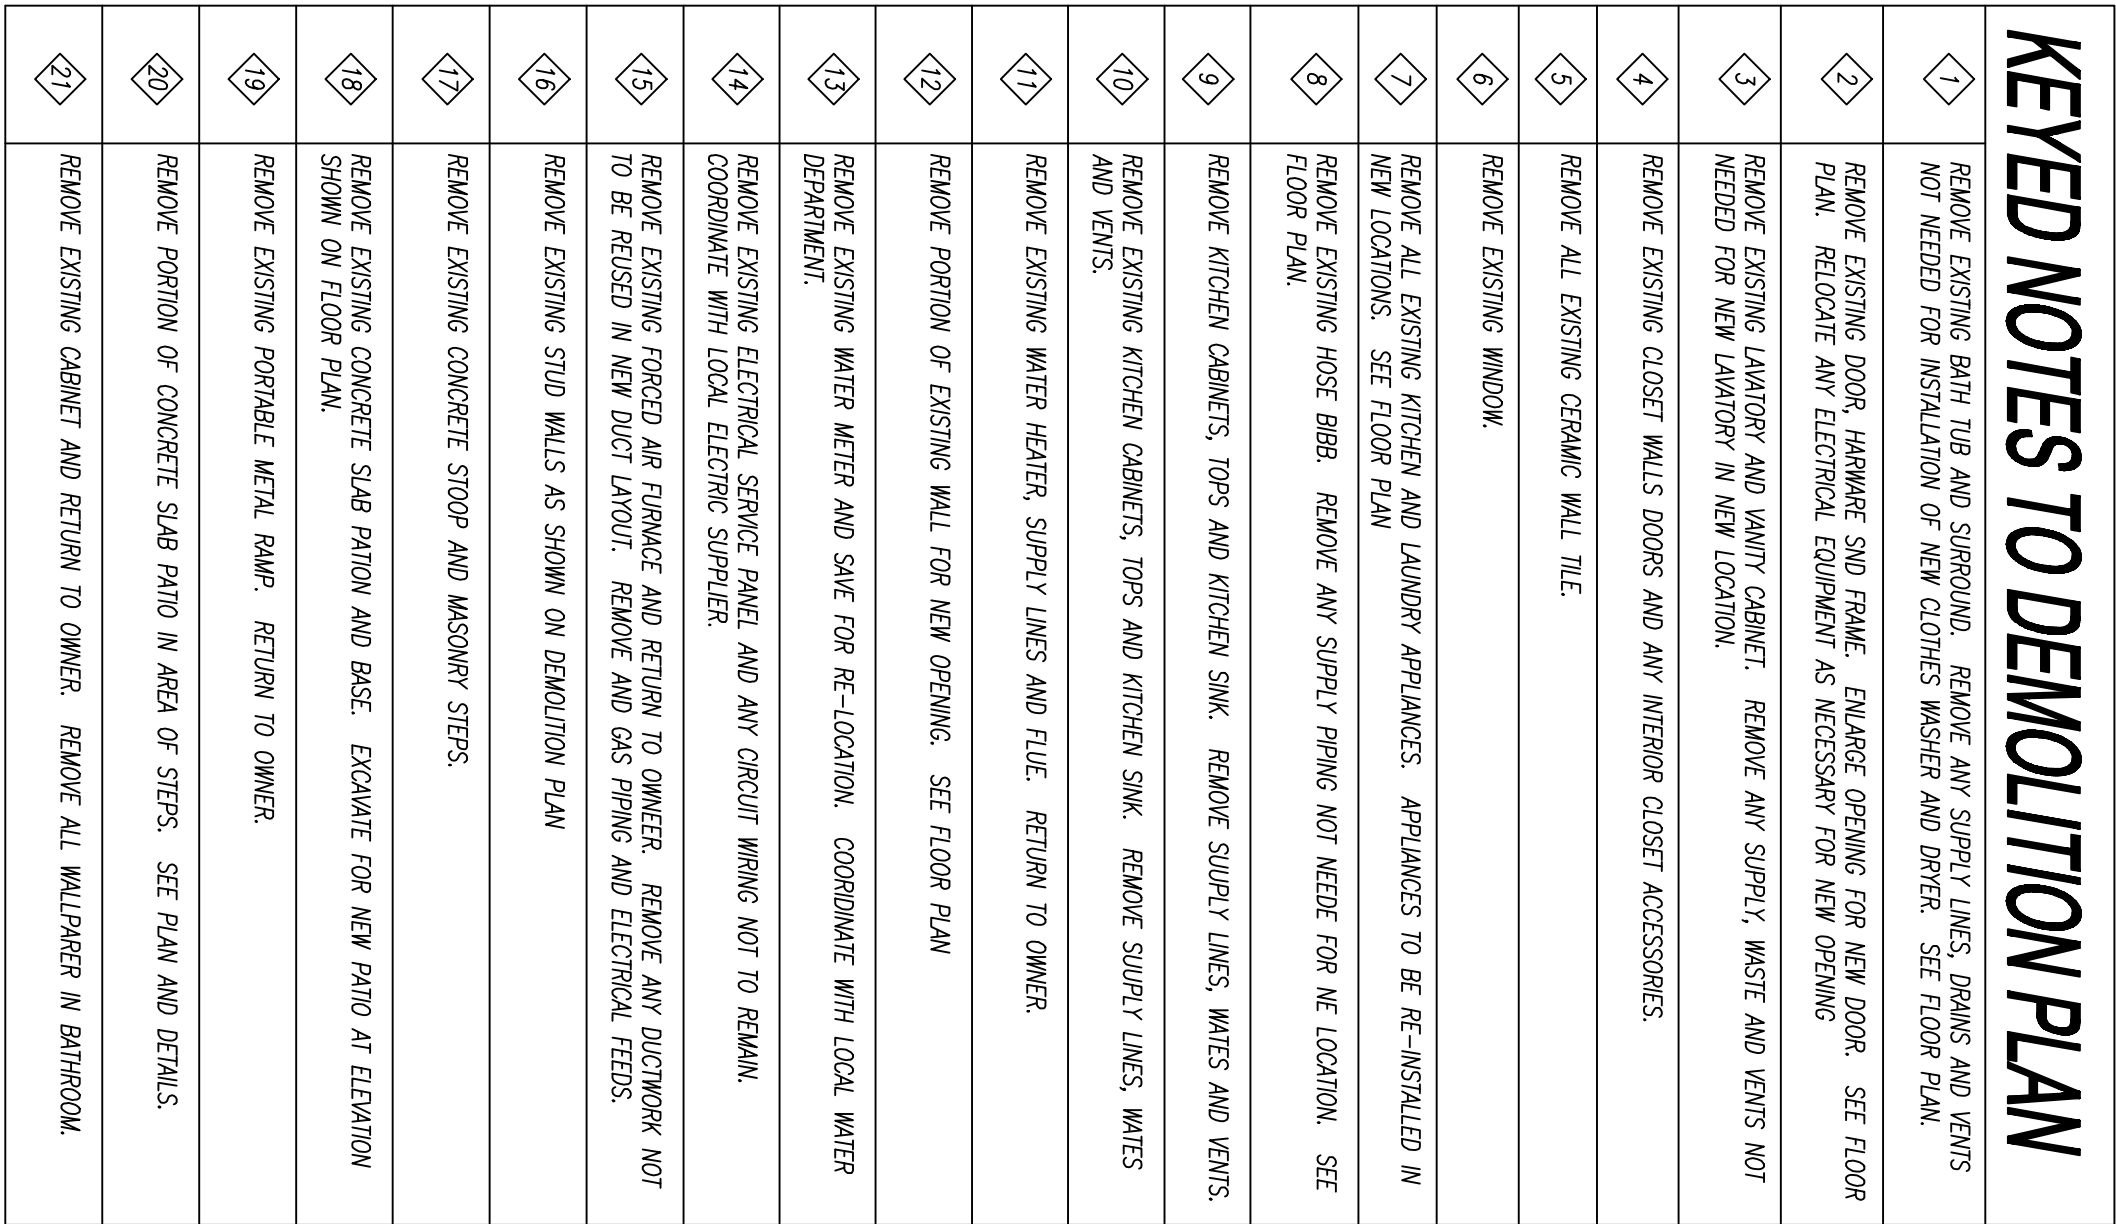 KEYED NOTES TO DEMOLITION PLAN
1 REMOVE EXISTING BATH TUB AND SURROUND. REMOVE ANY SUPPLY LINES, DRAINS AND VENTS
NOT NEEDED FOR INSTALLATION OF NEW CLOTHES WASHER AND DRYER. SEE FLOOR PLAN.
2 REMOVE EXISTING DOOR, HARWARE SND FRAME. ENLARGE OPENING FOR NEW DOOR. SEE FLOOR
PLAN. RELOCATE ANY ELECTRICAL EQUIPMENT AS NECESSARY FOR NEW OPENING
3 REMOVE EXISTING LAVATORY AND VANITY CABINET. REMOVE ANY SUPPLY, WASTE AND VENTS NOT
NEEDED FOR NEW LAVATORY IN NEW LOCATION.
4 REMOVE EXISTING CLOSET WALLS DOORS AND ANY INTERIOR CLOSET ACCESSORIES.
5 REMOVE ALL EXISTING CERAMIC WALL TILE.
6 REMOVE EXISTING WINDOW.
7 REMOVE ALL EXISTING KITCHEN AND LAUNDRY APPLIANCES. APPLIANCES TO BE RE-INSTALLED IN
NEW LOCATIONS. SEE FLOOR PLAN
8 REMOVE EXISTING HOSE BIBB. REMOVE ANY SUPPLY PIPING NOT NEEDE FOR NE LOCATION. SEE
FLOOR PLAN.
9 REMOVE KITCHEN CABINETS, TOPS AND KITCHEN SINK. REMOVE SUUPLY LINES, WATES AND VENTS.
10 REMOVE EXISTING KITCHEN CABINETS, TOPS AND KITCHEN SINK. REMOVE SUUPLY LINES, WATES
AND VENTS.
11 REMOVE EXISTING WATER HEATER, SUPPLY LINES AND FLUE. RETURN TO OWNER.
12 REMOVE PORTION OF EXISTING WALL FOR NEW OPENING. SEE FLOOR PLAN
13 REMOVE EXISTING WATER METER AND SAVE FOR RE-LOCATION. COORIDINATE WITH LOCAL WATER
DEPARTMENT.
14 REMOVE EXISTING ELECTRICAL SERVICE PANEL AND ANY CIRCUIT WIRING NOT TO REMAIN.
COORDINATE WITH LOCAL ELECTRIC SUPPLIER.
15 REMOVE EXISTING FORCED AIR FURNACE AND RETURN TO OWNEER. REMOVE ANY DUCTWORK NOT
TO BE REUSED IN NEW DUCT LAYOUT. REMOVE AND GAS PIPING AND ELECTRICAL FEEDS.
16 REMOVE EXISTING STUD WALLS AS SHOWN ON DEMOLITION PLAN
17 REMOVE EXISTING CONCRETE STOOP AND MASONRY STEPS.
18 REMOVE EXISTING CONCRETE SLAB PATION AND BASE. EXCAVATE FOR NEW PATIO AT ELEVATION
SHOWN ON FLOOR PLAN.
19 REMOVE EXISTING PORTABLE METAL RAMP. RETURN TO OWNER.
20 REMOVE PORTION OF CONCRETE SLAB PATIO IN AREA OF STEPS. SEE PLAN AND DETAILS.
21 REMOVE EXISTING CABINET AND RETURN TO OWNER. REMOVE ALL WALLPARER IN BATHROOM.